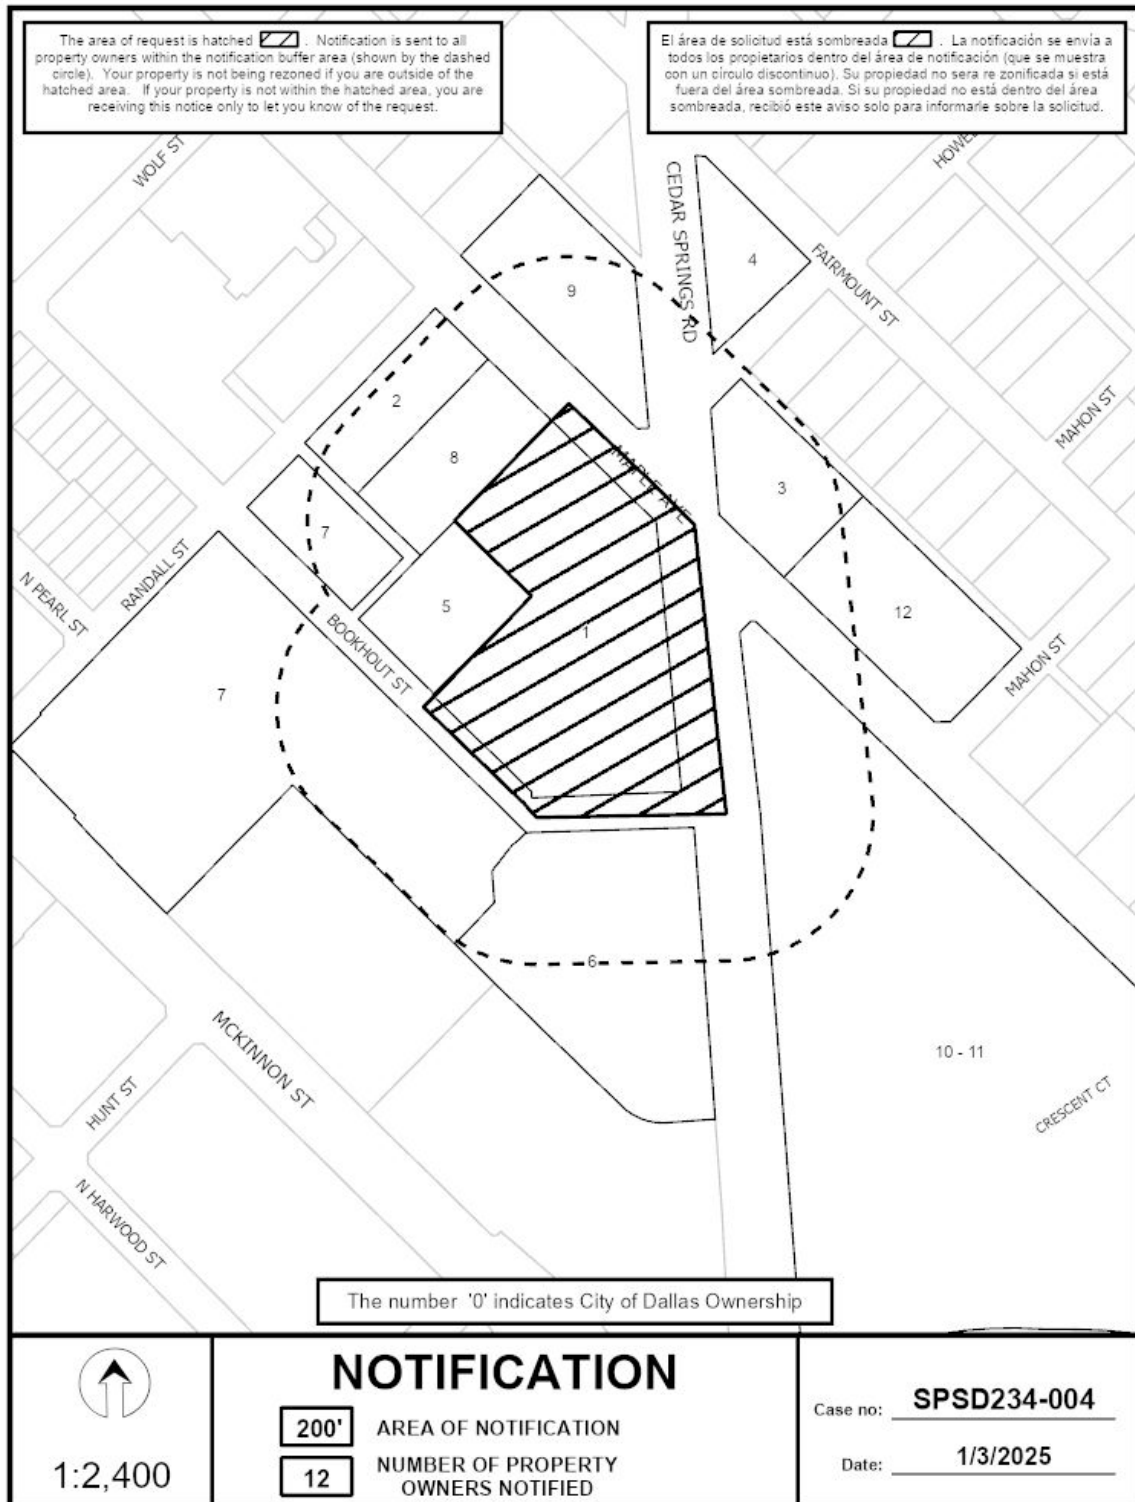 The area of request is hatched . Notification is sent to all
property owners within the notification buffer area (shown by the dashed
circle). Your property is not being rezoned if you are outside of the
hatched area. If your property is not within the hatched area, you are
receiving this notice only to let you know of the request.
El área de solicitud está sombreada . La notificación se envía a
todos los propietarios dentro del área de notificación (que se muestra
con un círculo discontinuo). Su propiedad no sera re zonificada si está
fuera del área sombreada. Si su propiedad no está dentro del área
sombreada, recibió este aviso solo para informarle sobre la solicitud.
WOLF ST
CEDAR SPRINGS RD
4
FAIRMOUNT ST
9
2
MAHON ST
8
MAPLE AVE
3
7
RANDALL ST
N PEARL ST
5
1
12
BOOKHOUT ST
MAHON ST
7
6
MCKINNON ST
10 - 11
HUNT ST
CRESCENT CT
N HARWOOD ST
The number '0' indicates City of Dallas Ownership
1:2,400
NOTIFICATION
200' AREA OF NOTIFICATION
12 NUMBER OF PROPERTY
OWNERS NOTIFIED
Case no: SPSD234-004
Date: 1/3/2025